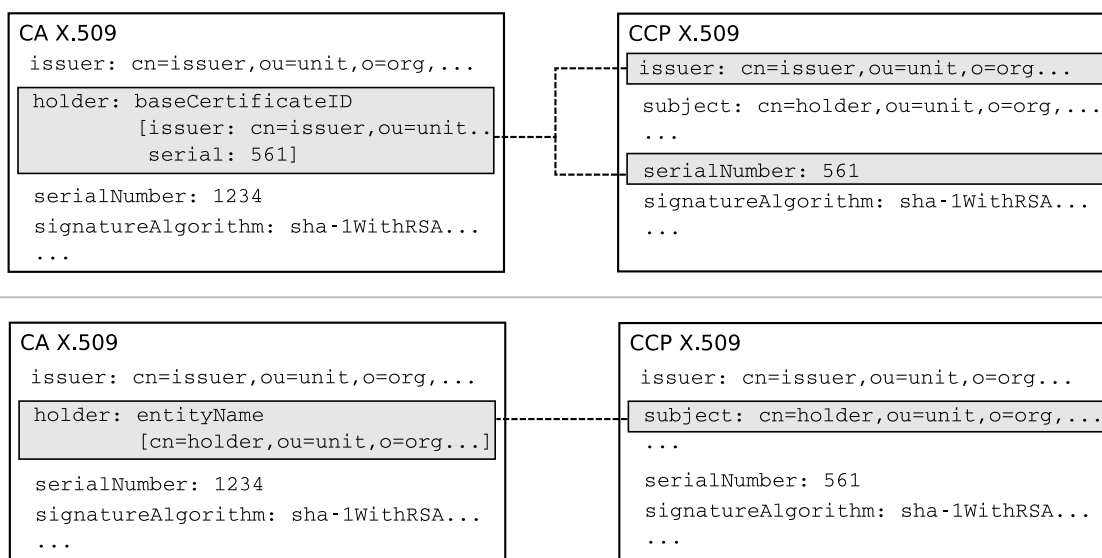 CA X.509
issuer: cn=issuer,ou=unit,o=org,...
holder: baseCertificateID
[issuer: cn=issuer,ou=unit..
serial: 561]
serialNumber: 1234
signatureAlgorithm: sha-1WithRSA...
...
CCP X.509
issuer: cn=issuer,ou=unit,o=org...
subject: cn=holder,ou=unit,o=org,...
...
serialNumber: 561
signatureAlgorithm: sha-1WithRSA...
...
CA X.509
issuer: cn=issuer,ou=unit,o=org,...
holder: entityName
[cn=holder,ou=unit,o=org...]
serialNumber: 1234
signatureAlgorithm: sha-1WithRSA...
...
CCP X.509
issuer: cn=issuer,ou=unit,o=org...
subject: cn=holder,ou=unit,o=org,...
...
serialNumber: 561
signatureAlgorithm: sha-1WithRSA...
...